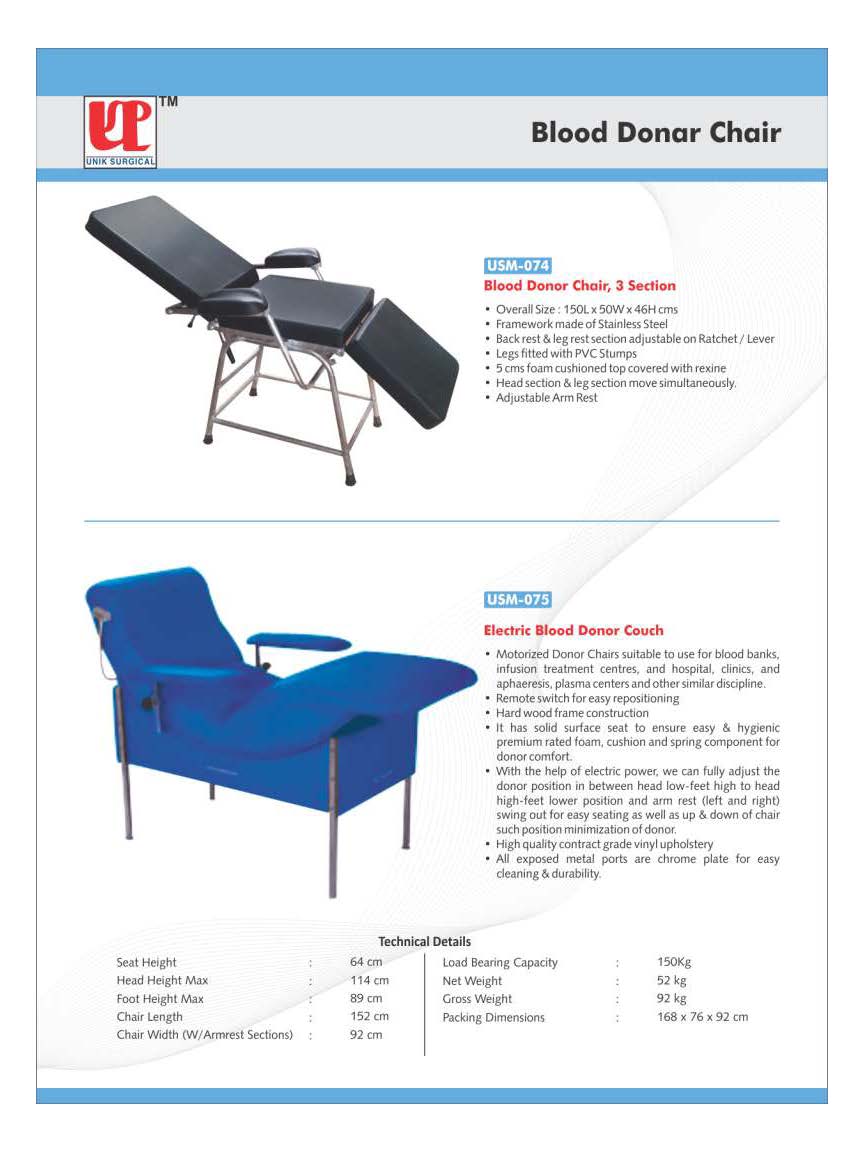 TM
UNIK SURGICAL
Blood Donar Chair
USM-074
Blood Donor Chair, 3 Section
• Overall Size : 150L x 50W x 46H cms
• Framework made of Stainless Steel
• Back rest & leg rest section adjustable on Ratchet / Lever
• Legs fitted with PVC Stumps
• 5 cms foam cushioned top covered with rexine
• Head section & leg section move simultaneously.
• Adjustable Arm Rest
USM-075
Electric Blood Donor Couch
• Motorized Donor Chairs suitable to use for blood banks,
infusion treatment centres, and hospital, clinics, and
aphaeresis, plasma centers and other similar discipline.
• Remote switch for easy repositioning
• Hard wood frame construction
• It has solid surface seat to ensure easy & hygienic
premium rated foam, cushion and spring component for
donor comfort.
• With the help of electric power, we can fully adjust the
donor position in between head low-feet high to head
high-feet lower position and arm rest (left and right)
swing out for easy seating as well as up & down of chair
such position minimization of donor.
• High quality contract grade vinyl upholstery
• All exposed metal ports are chrome plate for easy
cleaning & durability.
Technical Details
Seat Height : 64 cm
Head Height Max : 114 cm
Foot Height Max : 89 cm
Chair Length : 152 cm
Chair Width (W/Armrest Sections) : 92 cm
Load Bearing Capacity : 150Kg
Net Weight : 52 kg
Gross Weight : 92 kg
Packing Dimensions : 168 x 76 x 92 cm